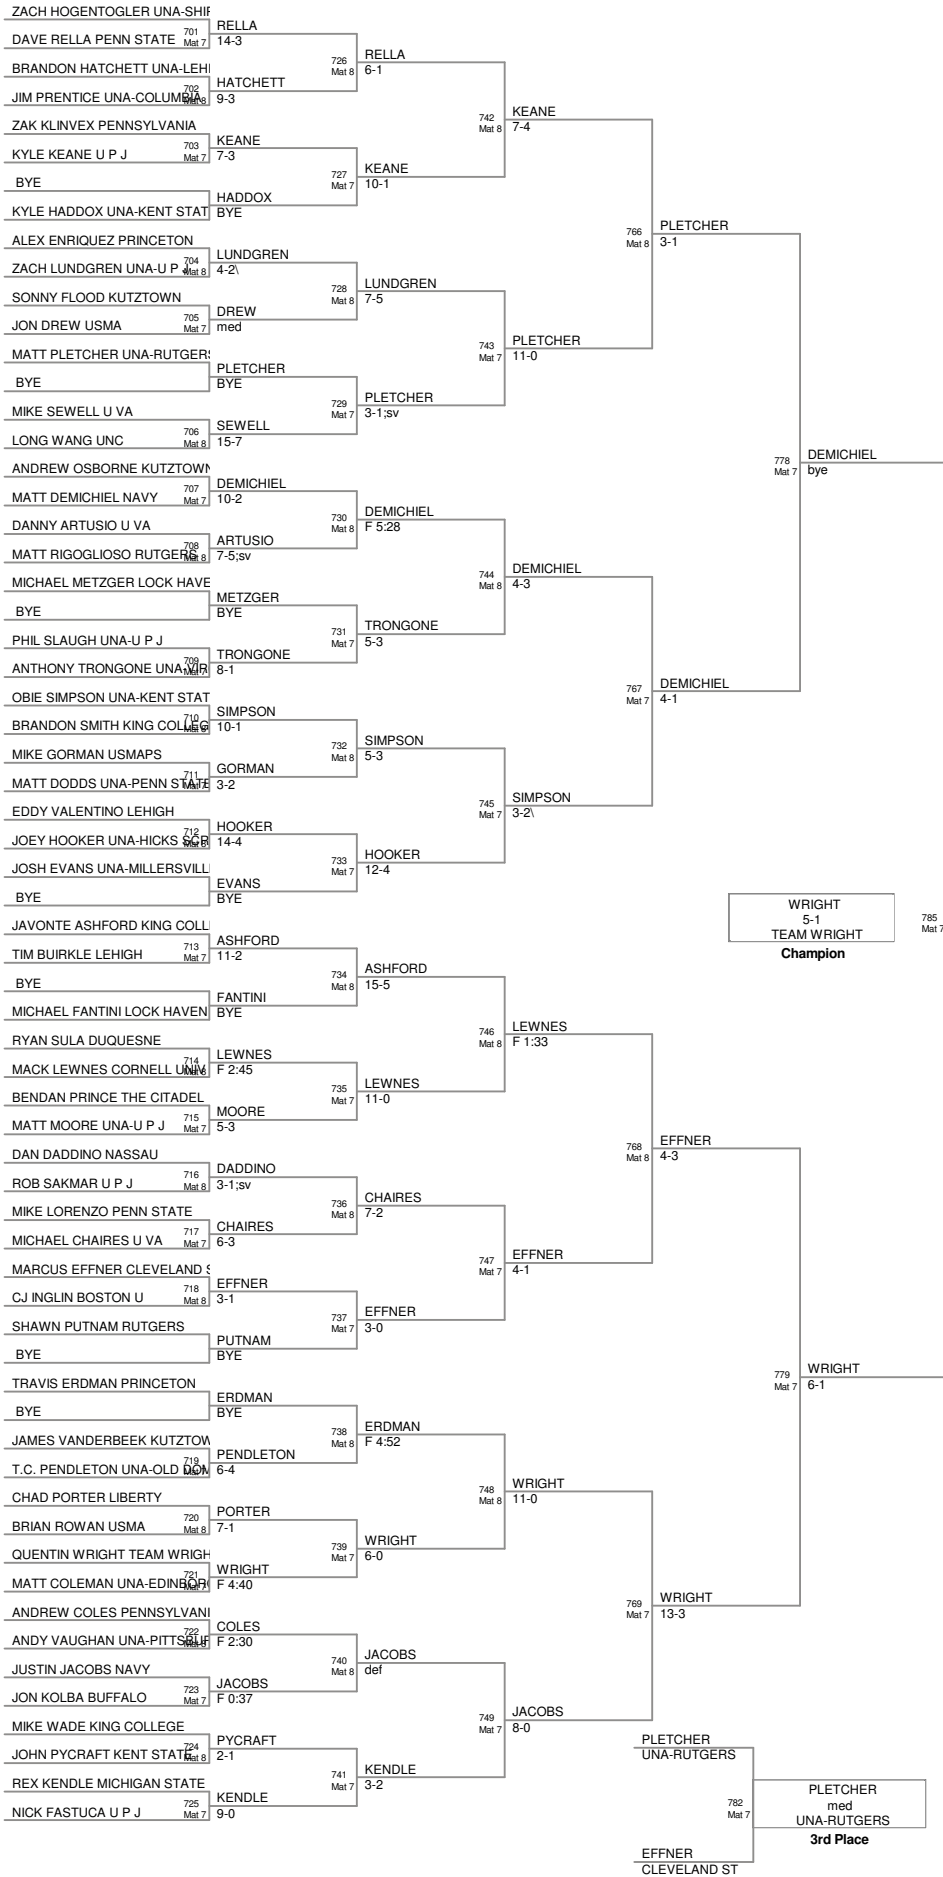 ZACH HOGENTOGLER UNA-SHIF
701
Mat 7
DAVE RELLA PENN STATE
RELLA
14-3
BRANDON HATCHETT UNA-LEHI
702
Mat 8
JIM PRENTICE UNA-COLUMBIA
HATCHETT
9-3
726
Mat 8
RELLA
6-1
ZAK KLINVEX PENNSYLVANIA
703
Mat 7
KYLE KEANE U P J
KEANE
7-3
BYE
KYLE HADDOX UNA-KENT STAT
HADDOX
BYE
727
Mat 7
KEANE
10-1
742
Mat 8
KEANE
7-4
ALEX ENRIQUEZ PRINCETON
704
Mat 8
ZACH LUNDGREN UNA-U P J
LUNDGREN
4-2\
SONNY FLOOD KUTZTOWN
705
Mat 7
JON DREW USMA
DREW
med
728
Mat 8
LUNDGREN
7-5
MATT PLETCHER UNA-RUTGERS
BYE
PLETCHER
BYE
MIKE SEWELL U VA
706
Mat 8
LONG WANG UNC
SEWELL
15-7
729
Mat 7
PLETCHER
3-1;sv
743
Mat 7
PLETCHER
11-0
766
Mat 8
PLETCHER
3-1
ANDREW OSBORNE KUTZTOWN
707
Mat 7
MATT DEMICHIEL NAVY
DEMICHIEL
10-2
DANNY ARTUSIO U VA
708
Mat 8
MATT RIGOGLIOSO RUTGERS
ARTUSIO
7-5;sv
730
Mat 8
DEMICHIEL
F 5:28
MICHAEL METZGER LOCK HAVE
BYE
METZGER
BYE
PHIL SLAUGH UNA-U P J
709
ANTHONY TRONGONE UNA-VIR
TRONGONE
8-1
731
Mat 7
TRONGONE
5-3
744
Mat 8
DEMICHIEL
4-3
OBIE SIMPSON UNA-KENT STAT
710
Mat 8
BRANDON SMITH KING COLLEG
SIMPSON
10-1
MIKE GORMAN USMAPS
711
MATT DODDS UNA-PENN STATE
GORMAN
3-2
732
Mat 8
SIMPSON
5-3
EDDY VALENTINO LEHIGH
712
Mat 8
JOEY HOOKER UNA-HICKS SCR
HOOKER
14-4
JOSH EVANS UNA-MILLERSVILL
BYE
EVANS
BYE
733
Mat 7
HOOKER
12-4
745
Mat 7
SIMPSON
3-2\
767
Mat 7
DEMICHIEL
4-1
778
Mat 7
DEMICHIEL
bye
WRIGHT
5-1
TEAM WRIGHT
Champion
785
Mat 7
JAVONTE ASHFORD KING COLL
713
Mat 7
TIM BUIRKLE LEHIGH
ASHFORD
11-2
BYE
MICHAEL FANTINI LOCK HAVEN
FANTINI
BYE
734
Mat 8
ASHFORD
15-5
RYAN SULA DUQUESNE
714
Mat 8
MACK LEWNES CORNELL UNIV
LEWNES
F 2:45
BENDAN PRINCE THE CITADEL
715
Mat 7
MATT MOORE UNA-U P J
MOORE
5-3
735
Mat 7
LEWNES
11-0
746
Mat 8
LEWNES
F 1:33
DAN DADDINO NASSAU
716
Mat 8
ROB SAKMAR U P J
DADDINO
3-1;sv
MIKE LORENZO PENN STATE
717
Mat 7
MICHAEL CHAIRES U VA
CHAIRES
6-3
736
Mat 8
CHAIRES
7-2
MARCUS EFFNER CLEVELAND S
718
Mat 8
CJ INGLIN BOSTON U
EFFNER
3-1
SHAWN PUTNAM RUTGERS
BYE
PUTNAM
BYE
737
Mat 7
EFFNER
3-0
747
Mat 7
EFFNER
4-1
768
Mat 8
EFFNER
4-3
TRAVIS ERDMAN PRINCETON
BYE
ERDMAN
BYE
JAMES VANDERBEEK KUTZTOW
719
T.C. PENDLETON UNA-OLD DOM
PENDLETON
6-4
738
Mat 8
ERDMAN
F 4:52
CHAD PORTER LIBERTY
720
Mat 8
BRIAN ROWAN USMA
PORTER
7-1
QUENTIN WRIGHT TEAM WRIGH
721
MATT COLEMAN UNA-EDINBORO
WRIGHT
F 4:40
739
Mat 7
WRIGHT
6-0
748
Mat 8
WRIGHT
11-0
ANDREW COLES PENNSYLVANI
722
Mat 8
ANDY VAUGHAN UNA-PITTSBUR
COLES
F 2:30
JUSTIN JACOBS NAVY
723
Mat 7
JON KOLBA BUFFALO
JACOBS
F 0:37
740
Mat 8
JACOBS
def
MIKE WADE KING COLLEGE
724
Mat 8
JOHN PYCRAFT KENT STATE
PYCRAFT
2-1
REX KENDLE MICHIGAN STATE
725
Mat 7
NICK FASTUCA U P J
KENDLE
9-0
741
Mat 7
KENDLE
3-2
749
Mat 7
JACOBS
8-0
769
Mat 7
WRIGHT
13-3
779
Mat 7
WRIGHT
6-1
PLETCHER
UNA-RUTGERS
782
Mat 7
EFFNER
CLEVELAND ST
PLETCHER
med
UNA-RUTGERS
3rd Place